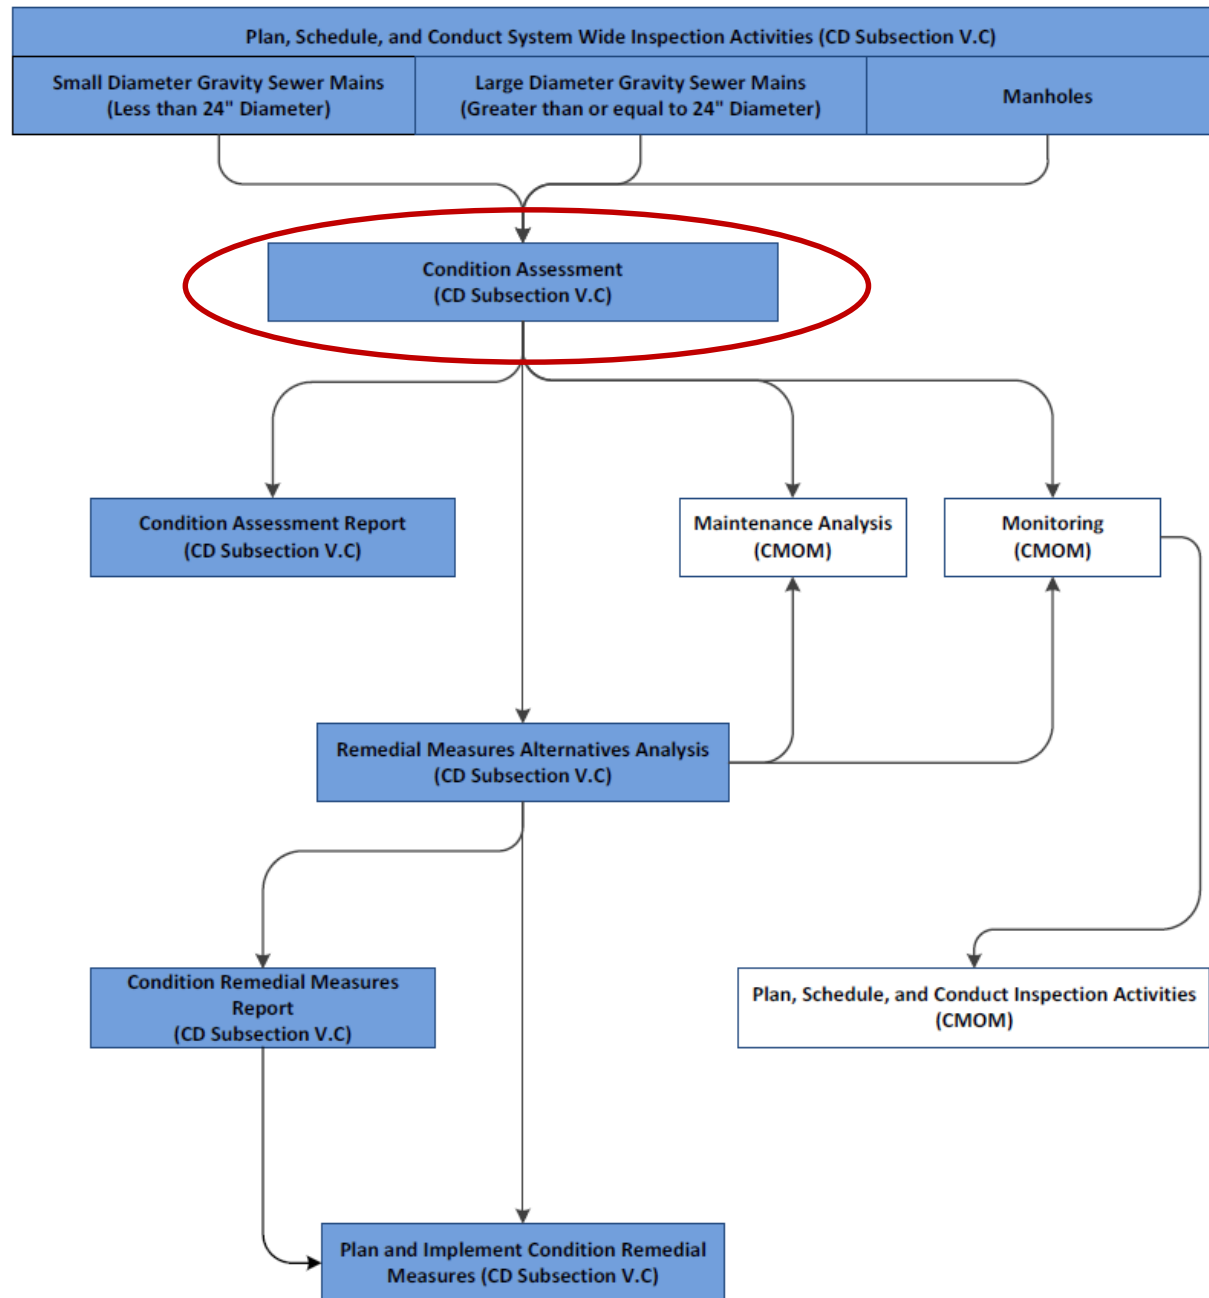 Plan, Schedule, and Conduct System Wide Inspection Activities (CD Subsection V.C)
Small Diameter Gravity Sewer Mains
(Less than 24" Diameter)
Large Diameter Gravity Sewer Mains
(Greater than or equal to 24" Diameter)
Manholes
Condition Assessment
(CD Subsection V.C)
Condition Assessment Report
(CD Subsection V.C)
Maintenance Analysis
(CMOM)
Monitoring
(CMOM)
Remedial Measures Alternatives Analysis
(CD Subsection V.C)
Condition Remedial Measures
Report
(CD Subsection V.C)
Plan, Schedule, and Conduct Inspection Activities
(CMOM)
Plan and Implement Condition Remedial
Measures (CD Subsection V.C)